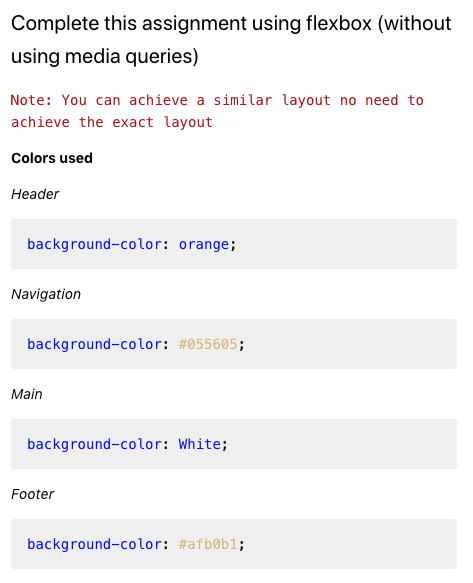 Complete this assignment using flexbox (without
using media queries)
Note: You can achieve a similar layout no need to
achieve the exact layout
Colors used
Header
background-color: orange;
Navigation
background-color: #055605;
Main
background-color: White;
Footer
background-color: #afb0b1;